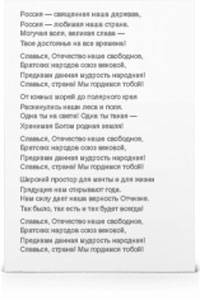 Россия — священная наша держава,
Россия — любимая наша страна.
Могучая воля, великая слава —
Твое достоянье на все времена!
Славься, Отечество наше свободное,
Братских народов союз вековой,
Предками данная мудрость народная!
Славься, страна! Мы гордимся тобой!
От южных морей до полярного края
Раскинулись наши леса и поля.
Одна ты на свете! Одна ты такая —
Хранимая Богом родная земля!
Славься, Отечество наше свободное,
Братских народов союз вековой,
Предками данная мудрость народная!
Славься, страна! Мы гордимся тобой!
Широкий простор для мечты и для жизни
Грядущие нам открывают года.
Нам силу дает наша верность Отчизне.
Так было, так есть и так будет всегда!
Славься, Отечество наше свободное,
Братских народов союз вековой,
Предками данная мудрость народная!
Славься, страна! Мы гордимся тобой!